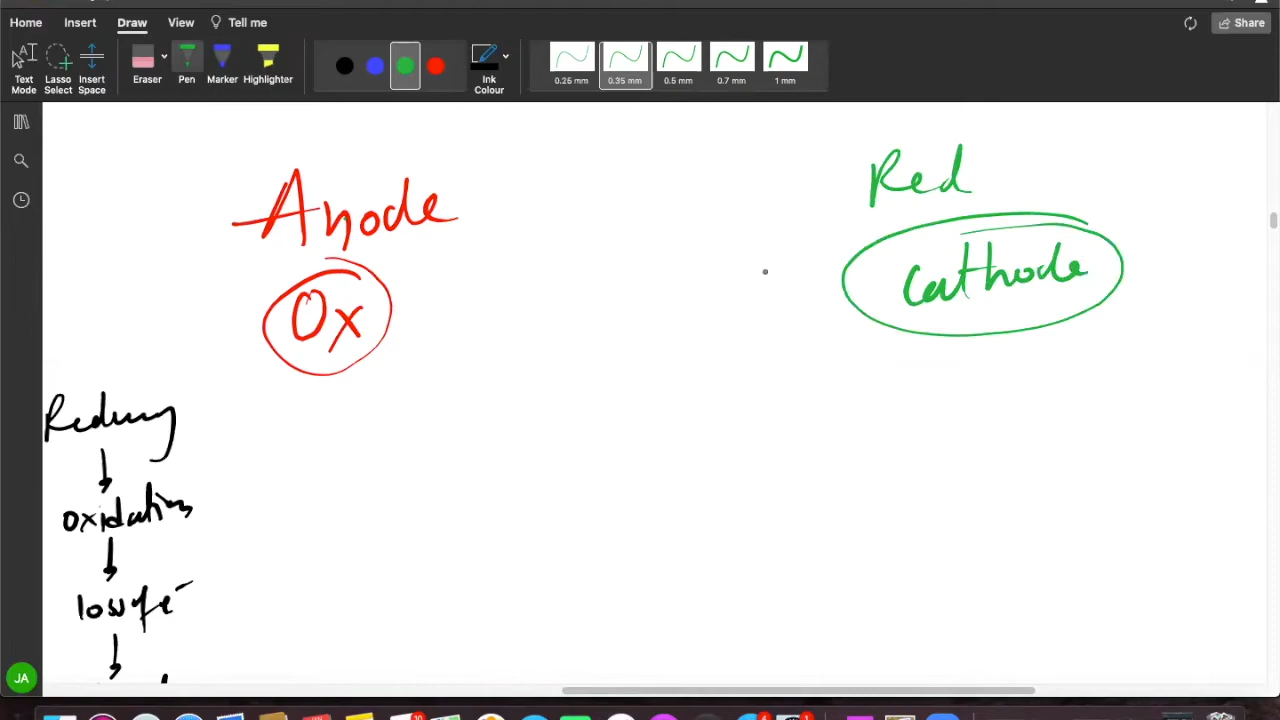 Home Insert Draw View Tell me
Share
Text Mode
Lasso Select
Insert Space
Eraser
Pen
Marker
Highlighter
Ink Colour
0.25 mm
0.35 mm
0.5 mm
0.7 mm
1 mm
Anode
Ox
Red
Cathode
Reducing
↓
oxidation
↓
loss of e⁻
↓
JA